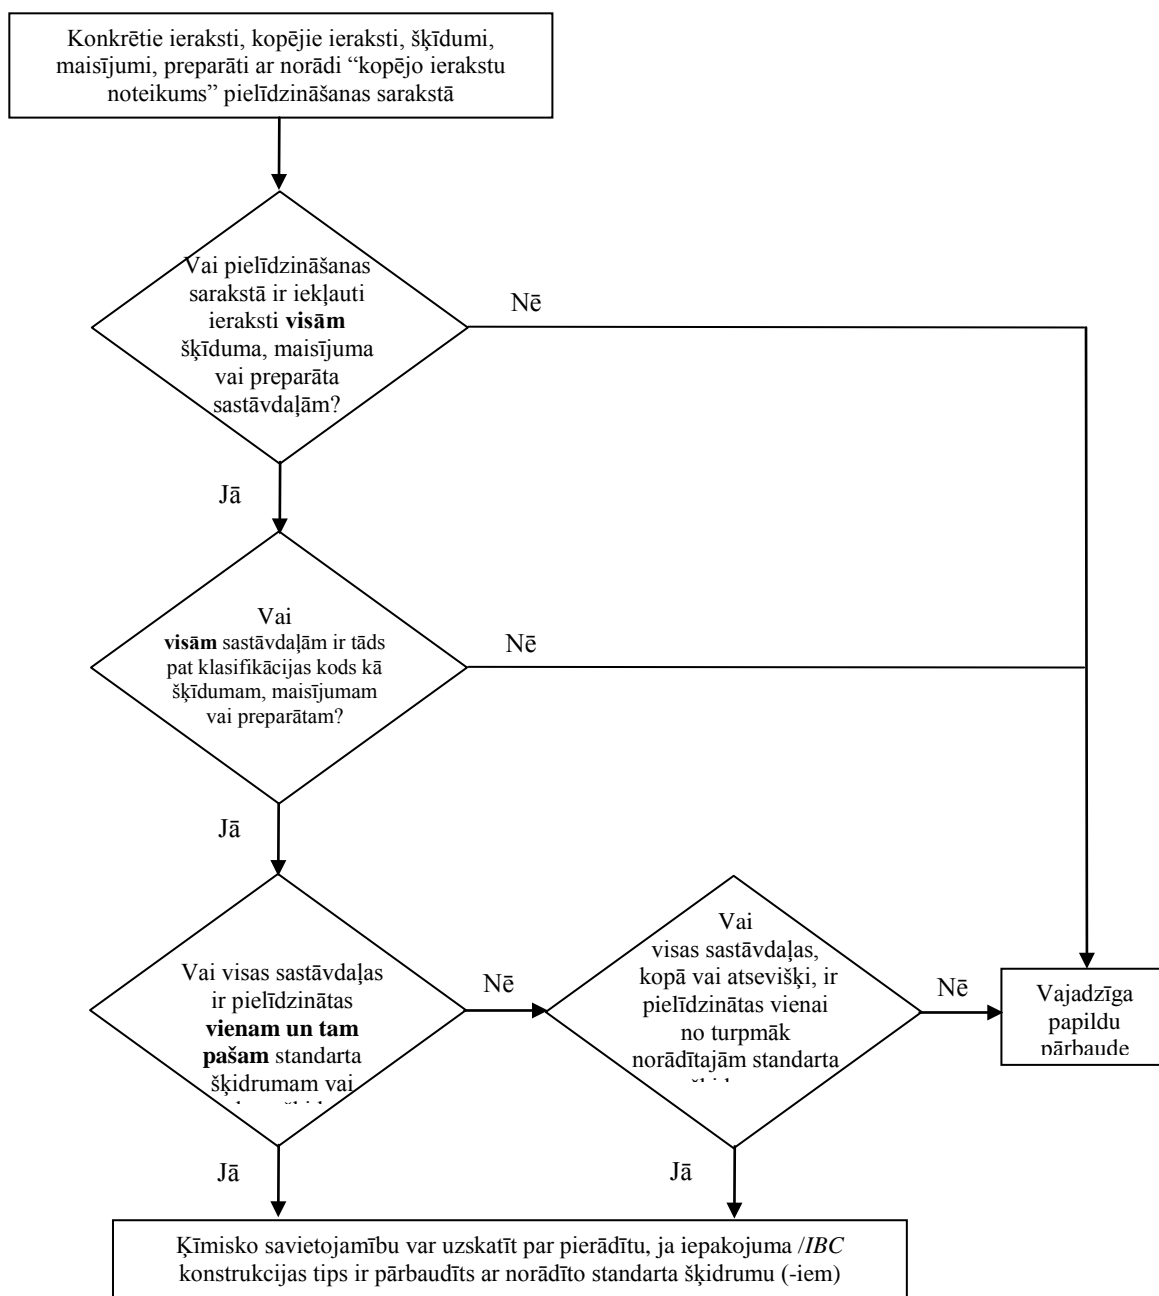 Konkrētie ieraksti, kopējie ieraksti, šķīdumi,
maisījumi, preparāti ar norādi “kopējo ierakstu
noteikums” pielīdzināšanas sarakstā
Vai pielīdzināšanas
sarakstā ir iekļauti
ieraksti visām
šķīduma, maisījuma
vai preparāta
sastāvdaļām?
Nē
Jā
Vai
visām sastāvdaļām ir tāds
pat klasifikācijas kods kā
šķīdumam, maisījumam
vai preparātam?
Nē
Jā
Vai visas sastāvdaļas
ir pielīdzinātas
vienam un tam
pašam standarta
šķidrumam vai
Nē
Vai
visas sastāvdaļas,
kopā vai atsevišķi, ir
pielīdzinātas vienai
no turpmāk
norādītajām standarta
Nē
Vajadzīga
papildu
pārbaude
Jā
Jā
Ķīmisko savietojamību var uzskatīt par pierādītu, ja iepakojuma /IBC
konstrukcijas tips ir pārbaudīts ar norādīto standarta šķidrumu (-iem)